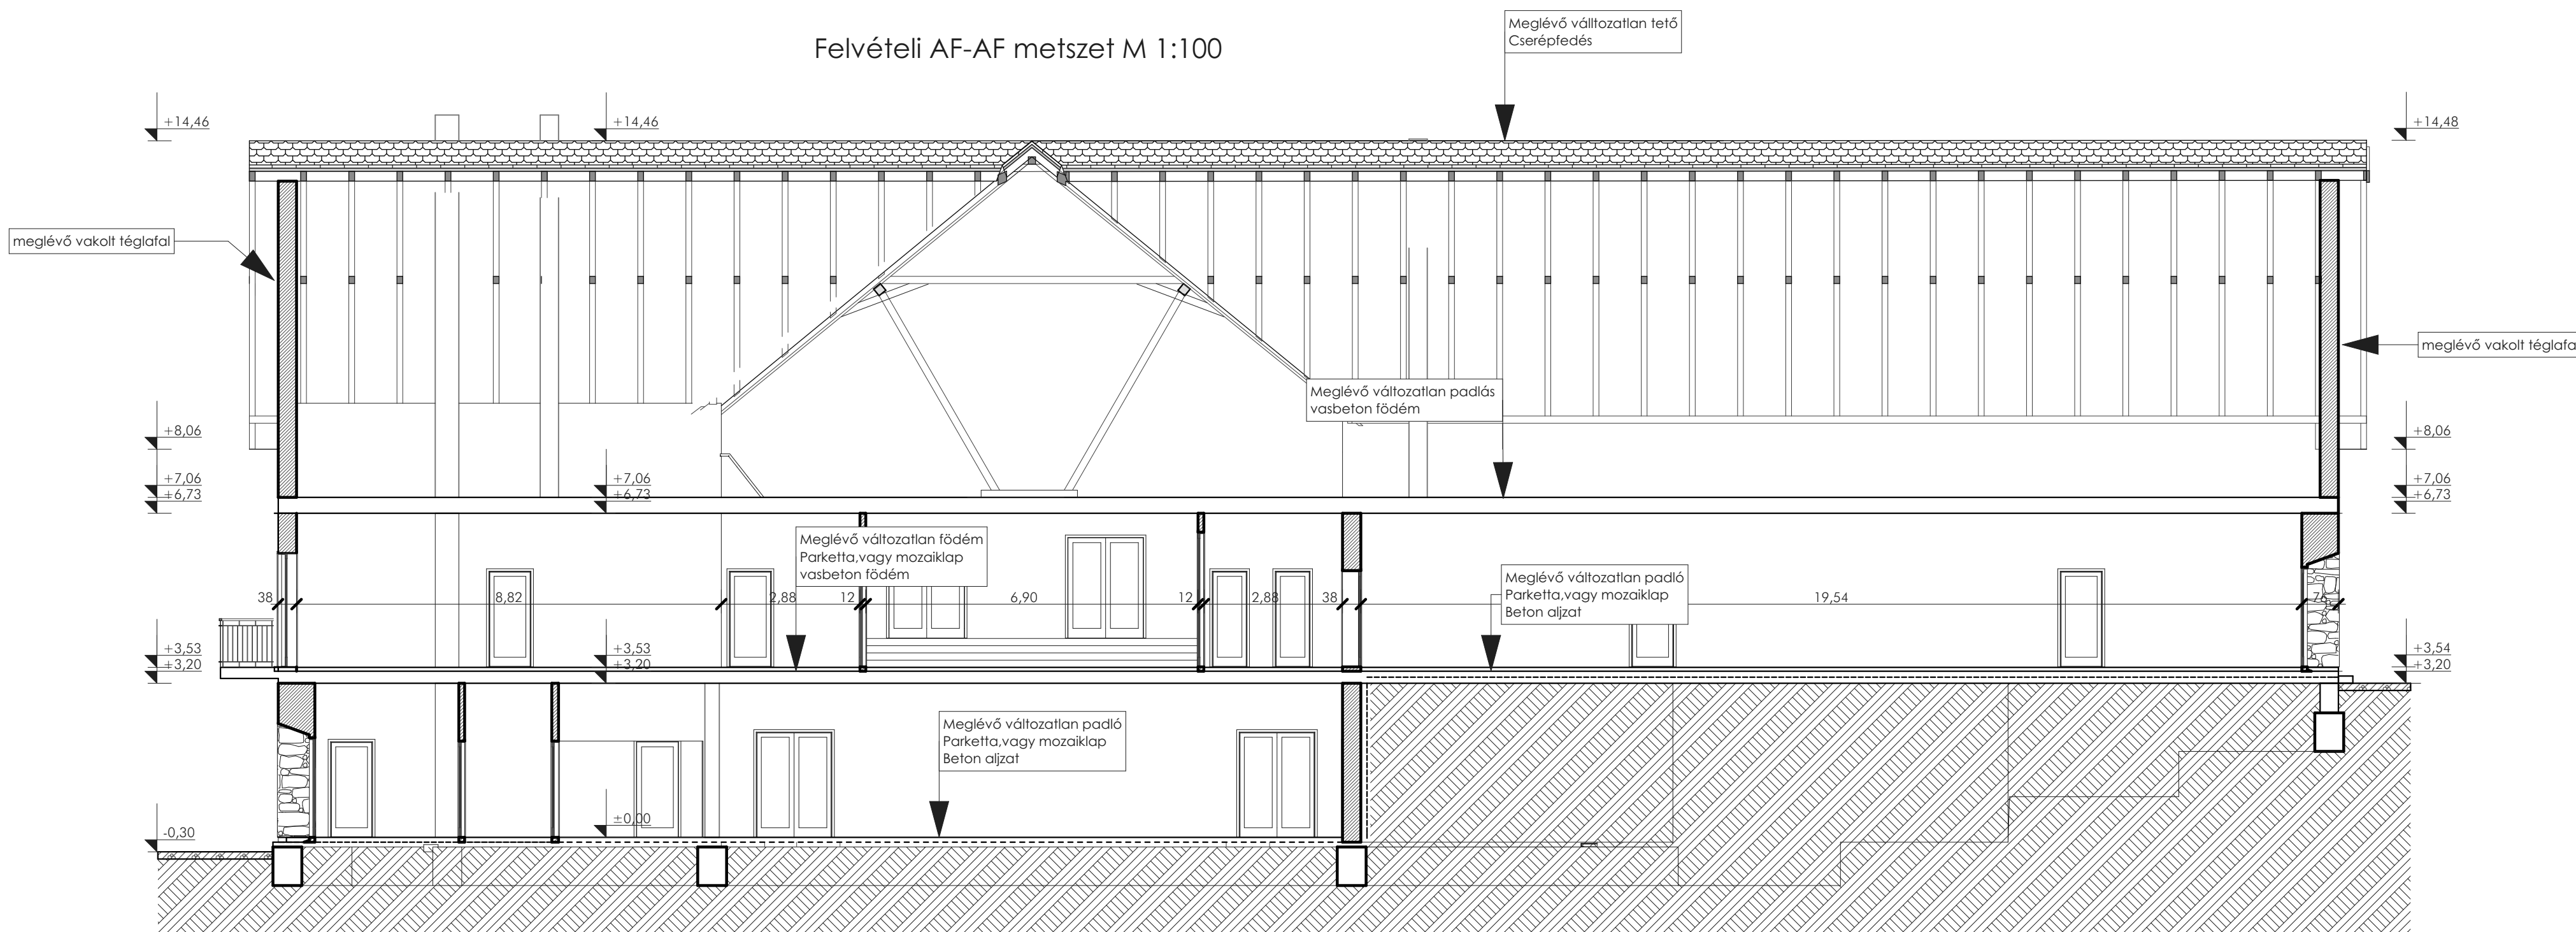 Felvételi AF-AF metszet M 1:100
Meglévő válltozatlan tető
Cserépfedés
+14,46
+14,46
+14,48
meglévő vakolt téglafal
meglévő vakolt téglafa
Meglévő változatlan padlás
vasbeton födém
+8,06
+8,06
+7,06
+6,73
+7,06
+6,73
+7,06
+6,73
Meglévő változatlan födém
Parketta,vagy mozaiklap
vasbeton födém
Meglévő változatlan padló
Parketta,vagy mozaiklap
Beton aljzat
38
8,82
2,88
12
6,90
12
2,88
38
19,54
+3,53
+3,20
+3,53
+3,20
+3,54
+3,20
Meglévő változatlan padló
Parketta,vagy mozaiklap
Beton aljzat
-0,30
±0,00